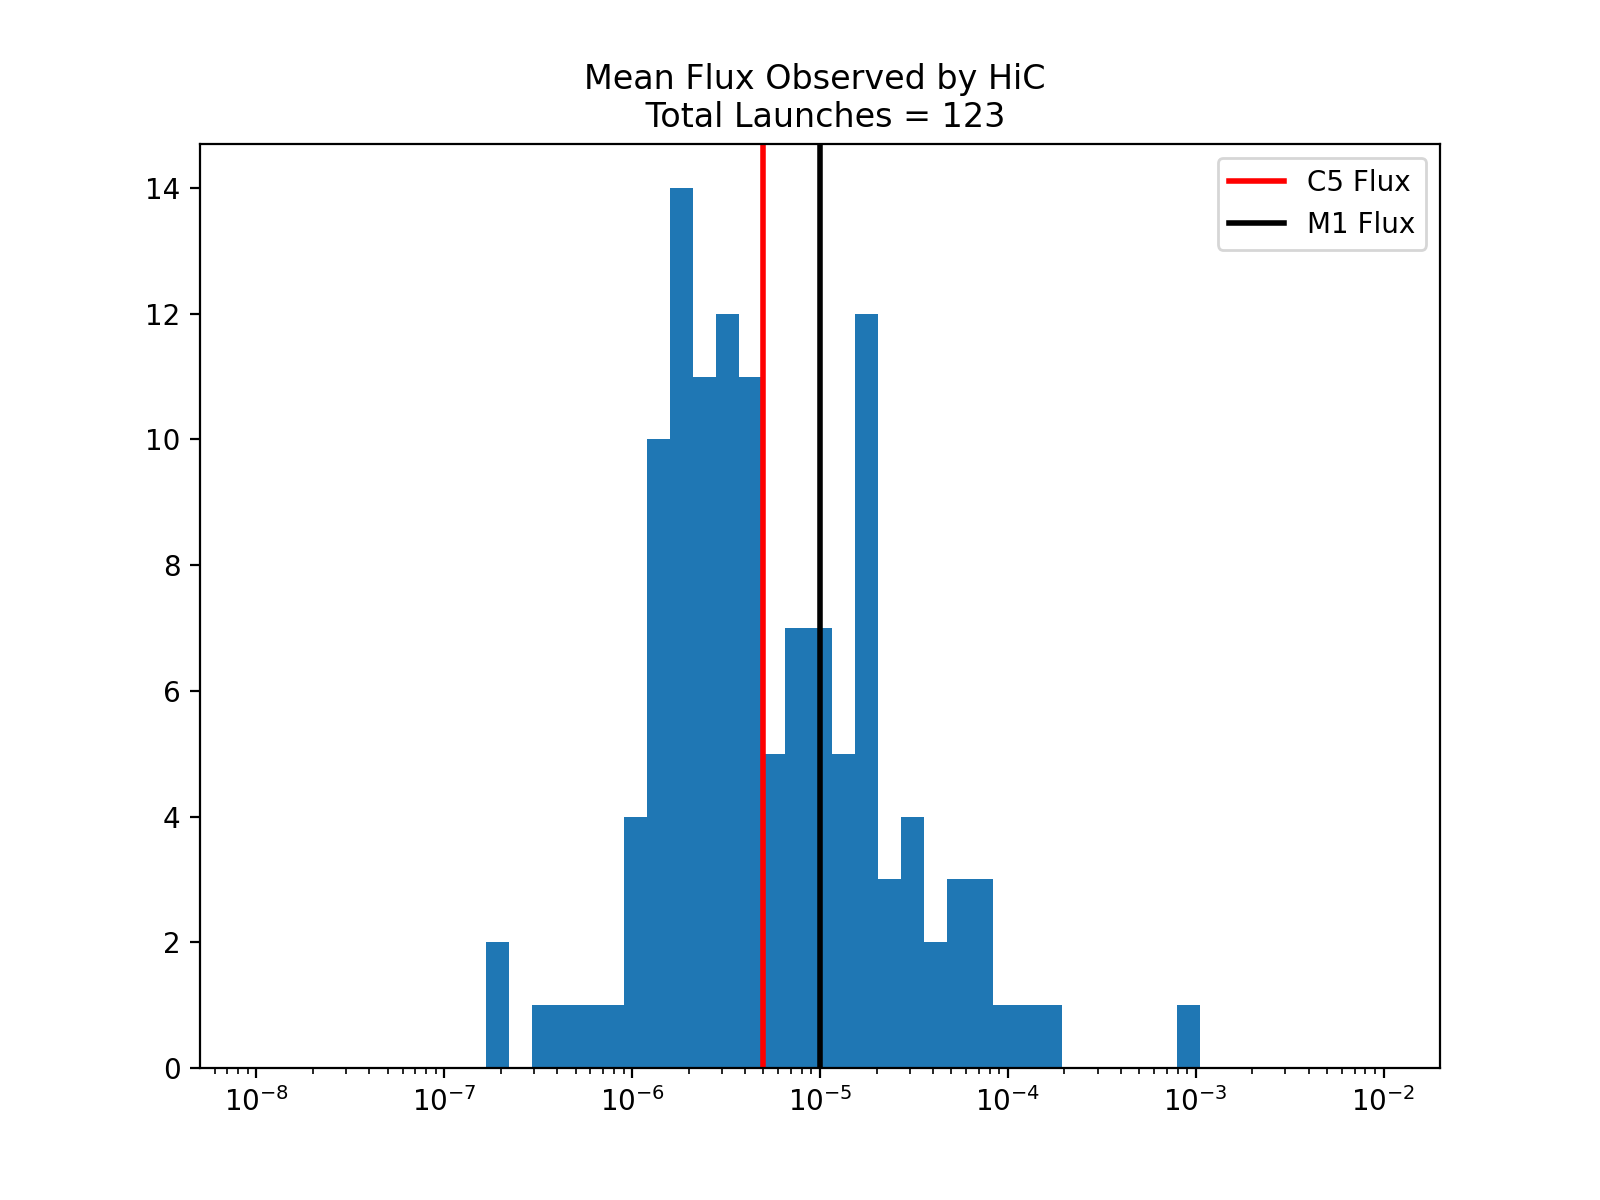 Mean Flux Observed by HiC
Total Launches = 123
C5 Flux
M1 Flux
14
12
10
8
6
4
2
0
10⁻⁸ 10⁻⁷ 10⁻⁶ 10⁻⁵ 10⁻⁴ 10⁻³ 10⁻²